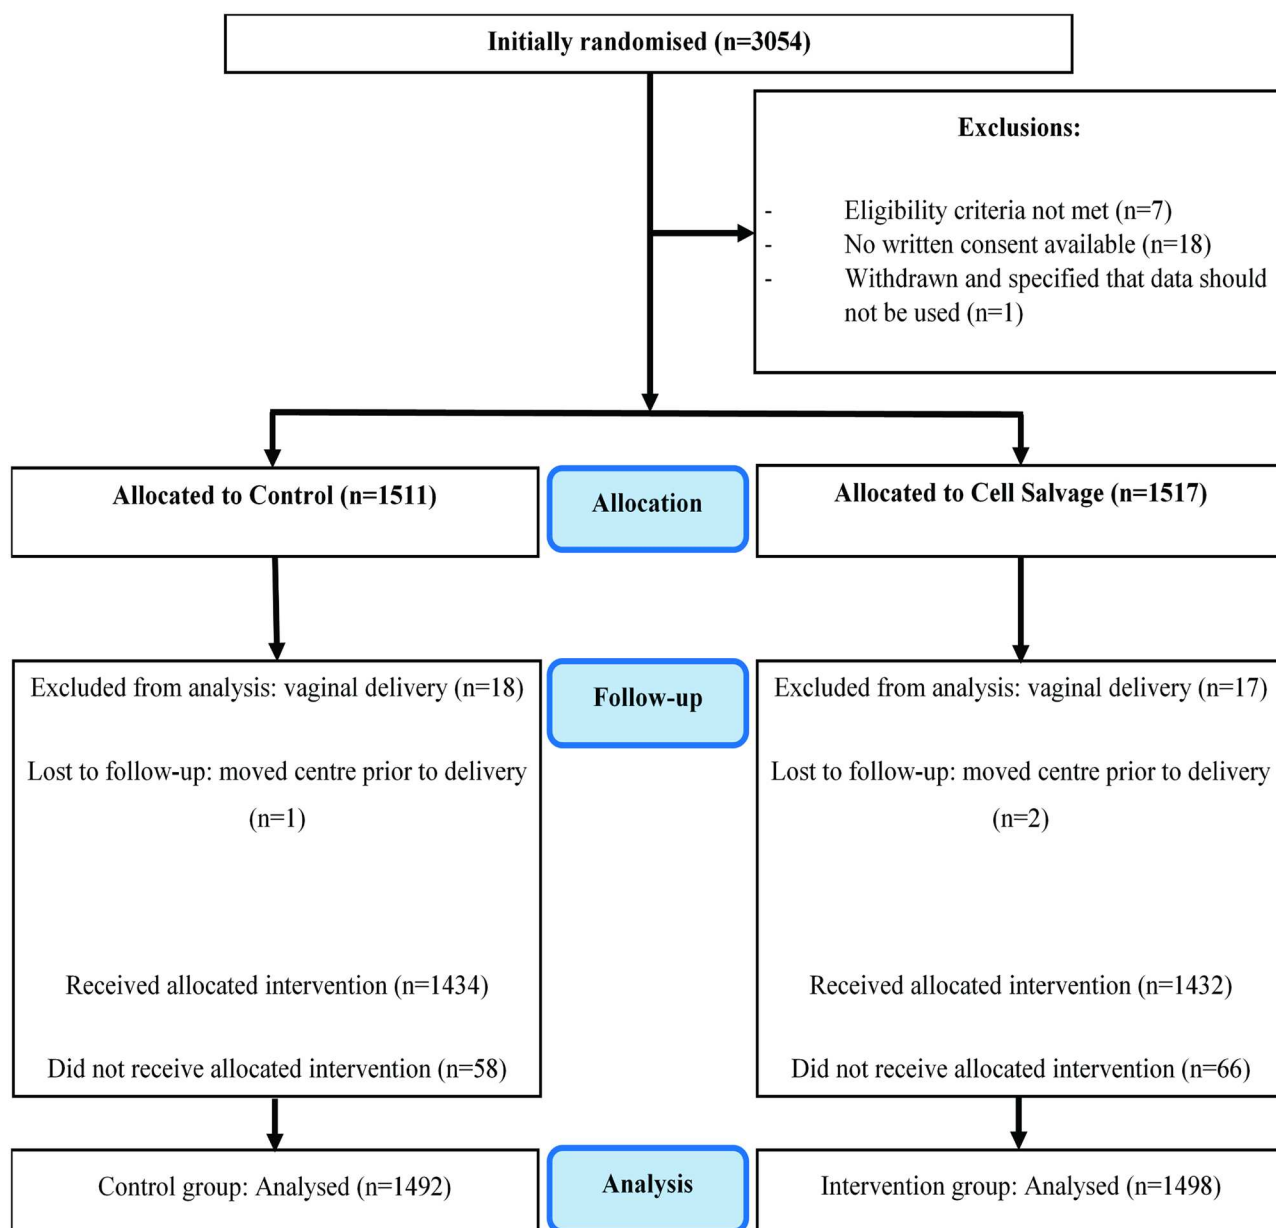 Initially randomised (n=3054)
Exclusions:
- Eligibility criteria not met (n=7)
- No written consent available (n=18)
- Withdrawn and specified that data should
not be used (n=1)
Allocated to Control (n=1511)
Allocation
Allocated to Cell Salvage (n=1517)
Excluded from analysis: vaginal delivery (n=18)
Lost to follow-up: moved centre prior to delivery
(n=1)
Received allocated intervention (n=1434)
Did not receive allocated intervention (n=58)
Follow-up
Excluded from analysis: vaginal delivery (n=17)
Lost to follow-up: moved centre prior to delivery
(n=2)
Received allocated intervention (n=1432)
Did not receive allocated intervention (n=66)
Control group: Analysed (n=1492)
Analysis
Intervention group: Analysed (n=1498)